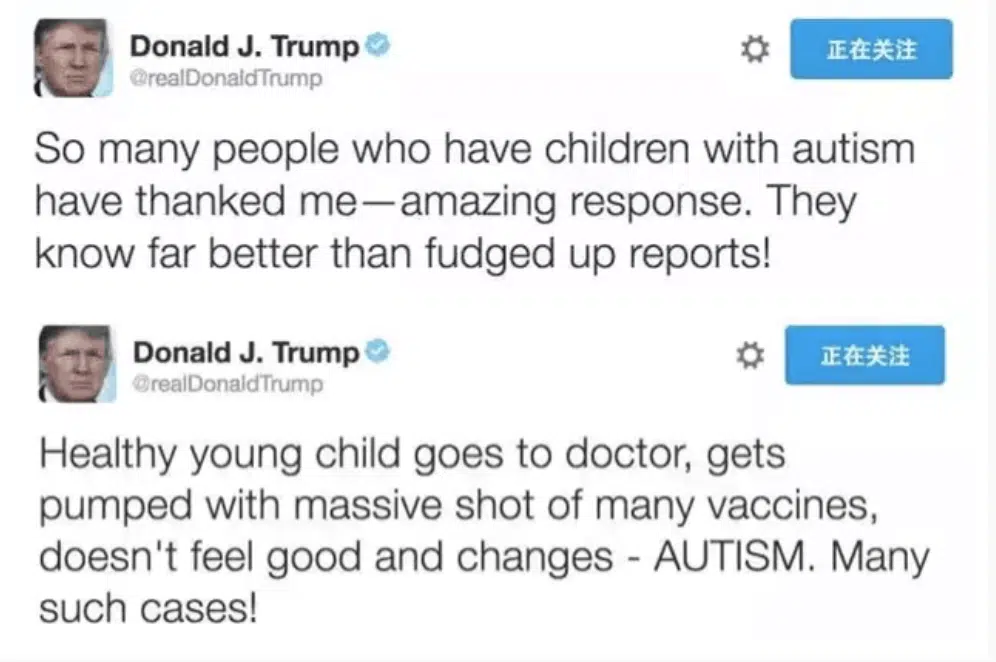 Donald J. Trump
正在关注
@realDonaldTrump
So many people who have children with autism
have thanked me—amazing response. They
know far better than fudged up reports!
Donald J. Trump
正在关注
@realDonaldTrump
Healthy young child goes to doctor, gets
pumped with massive shot of many vaccines,
doesn't feel good and changes - AUTISM. Many
such cases!